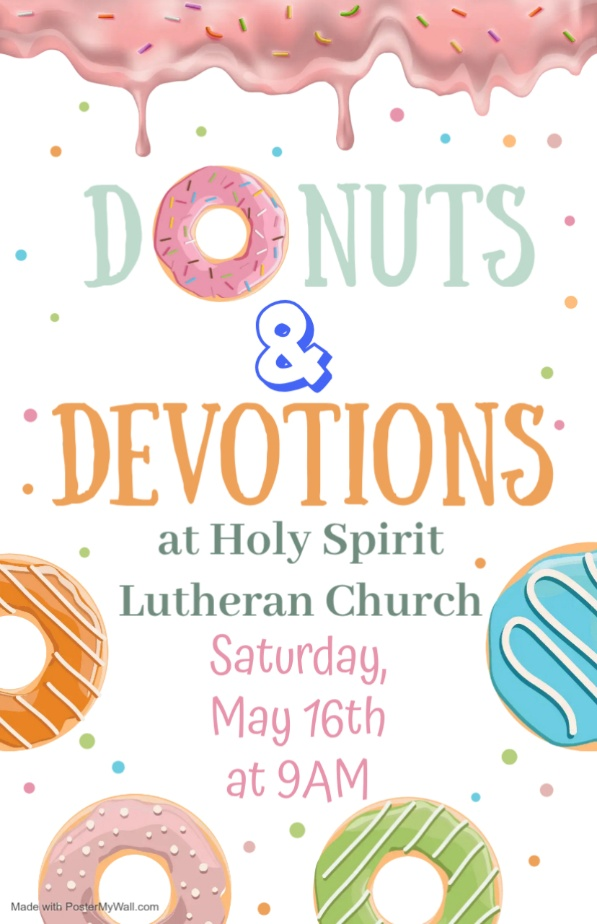 DONUTS
&
DEVOTIONS
at Holy Spirit
Lutheran Church
Saturday,
May 16th
at 9AM
Made with PosterMyWall.com